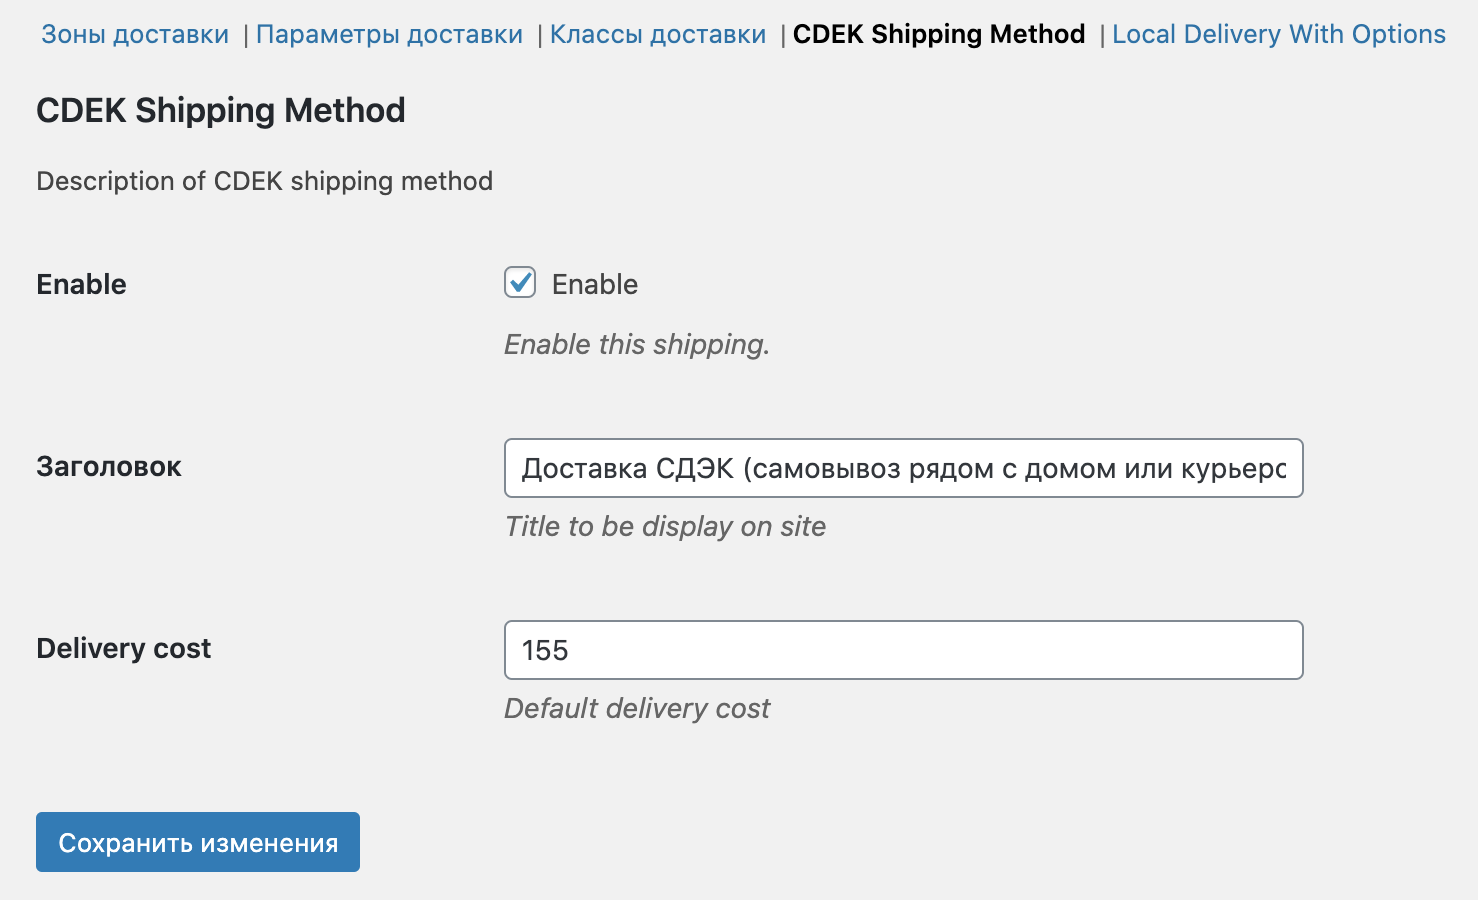 Зоны доставки | Параметры доставки | Классы доставки | CDEK Shipping Method | Local Delivery With Options
CDEK Shipping Method
Description of CDEK shipping method
Enable
Enable
Enable this shipping.
Заголовок
Доставка СДЭК (самовывоз рядом с домом или курьерс
Title to be display on site
Delivery cost
155
Default delivery cost
Сохранить изменения